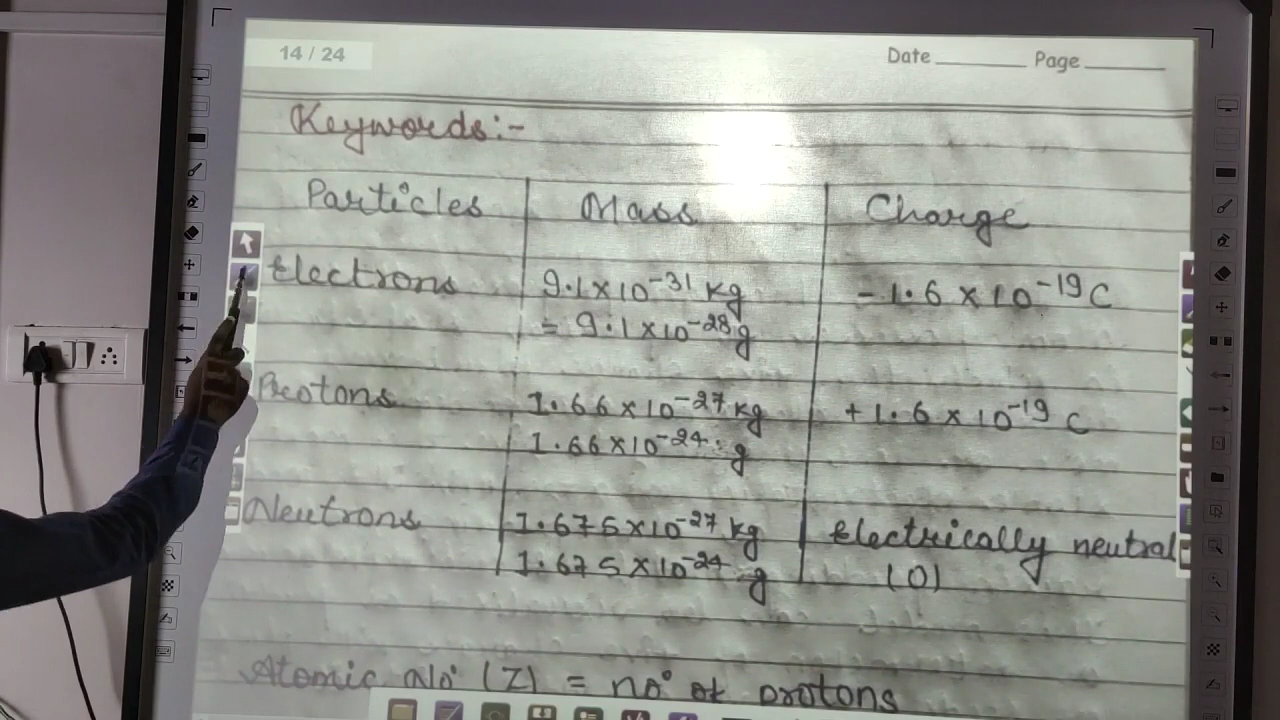 14 / 24
Date ________ Page ________
Keywords:-
Particles Mass Charge
Electrons 9.1×10⁻³¹ kg -1.6 × 10⁻¹⁹ C
= 9.1×10⁻²⁸ g
Protons 1.66×10⁻²⁷ kg +1.6 × 10⁻¹⁹ C
1.66×10⁻²⁴ g
Neutrons 1.675×10⁻²⁷ kg Electrically neutral
1.675×10⁻²⁴ g (0)
Atomic no (Z) = no of protons